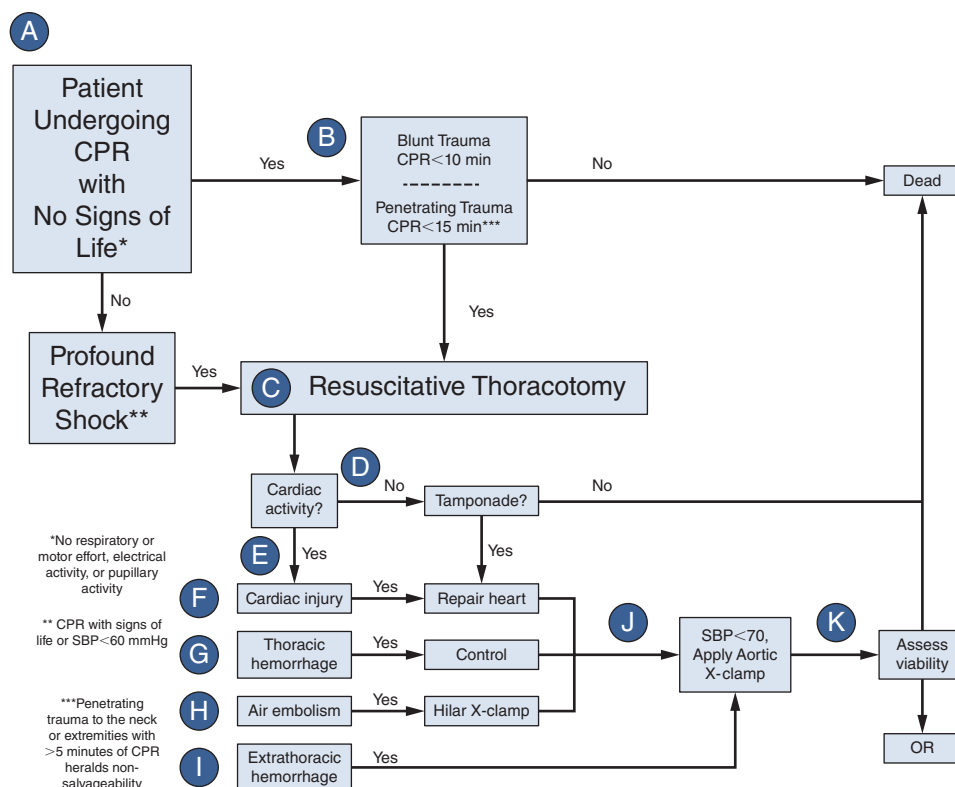 A
Patient
Undergoing
CPR
with
No Signs of
Life*
Yes
B
Blunt Trauma
CPR<10 min
----------
Penetrating Trauma
CPR<15 min***
No
Dead
No
Yes
Profound
Refractory
Shock**
Yes
C
Resuscitative Thoracotomy
D
Cardiac
activity?
No
Tamponade?
No
E
Yes
Yes
*No respiratory or
motor effort, electrical
activity, or pupillary
activity
F
Cardiac injury
Yes
Repair heart
** CPR with signs of
life or SBP<60 mmHg
G
Thoracic
hemorrhage
Yes
Control
J
SBP<70,
Apply Aortic
X-clamp
K
Assess
viability
H
Air embolism
Yes
Hilar X-clamp
***Penetrating
trauma to the neck
or extremities with
>5 minutes of CPR
heralds non-
salvageability
I
Extrathoracic
hemorrhage
Yes
OR